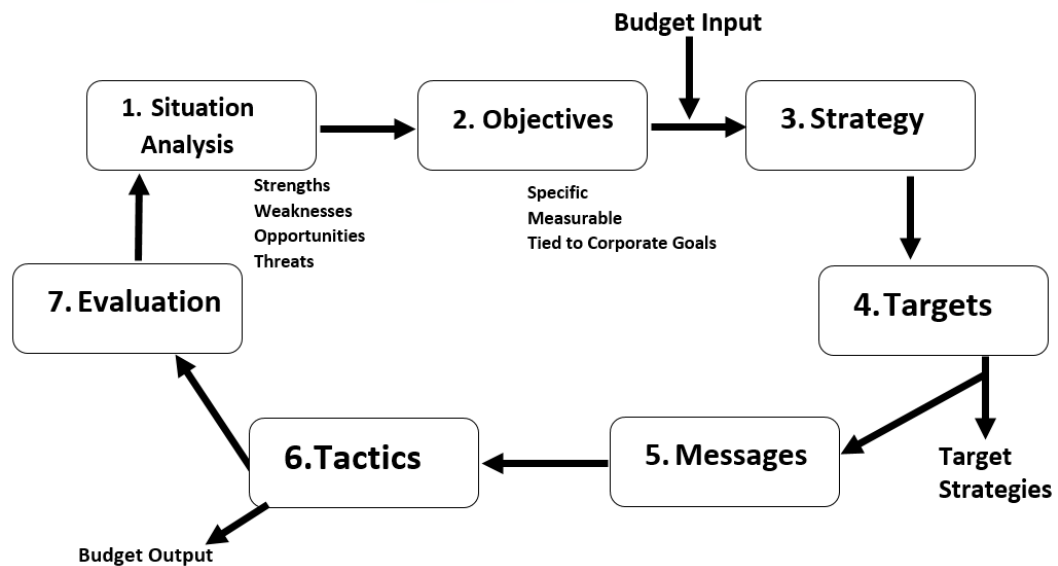 Budget Input
1. Situation
Analysis
2. Objectives
3. Strategy
Strengths
Weaknesses
Opportunities
Threats
Specific
Measurable
Tied to Corporate Goals
7. Evaluation
4. Targets
6.Tactics
5. Messages
Target
Strategies
Budget Output